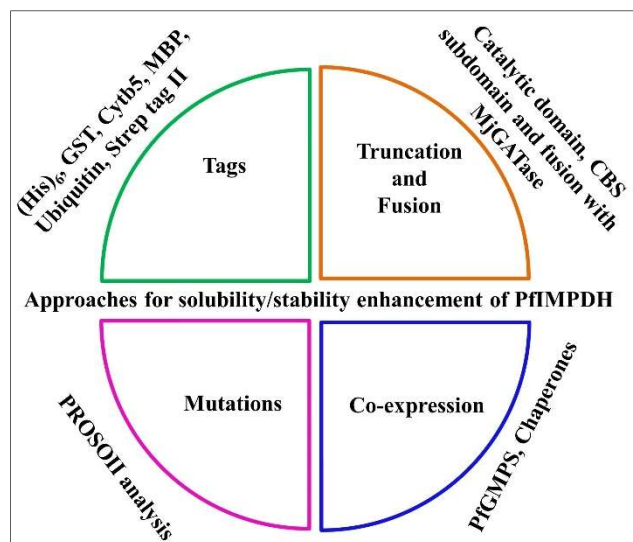 (His)6, GST, Cytb5, MBP,
Ubiquitin, Strep tag II
Catalytic domain, CBS
subdomain and fusion with
MjGATase
Tags
Truncation
and
Fusion
Approaches for solubility/stability enhancement of PfIMPDH
Mutations
Co-expression
PROSOII analysis
PfGMPS, Chaperones